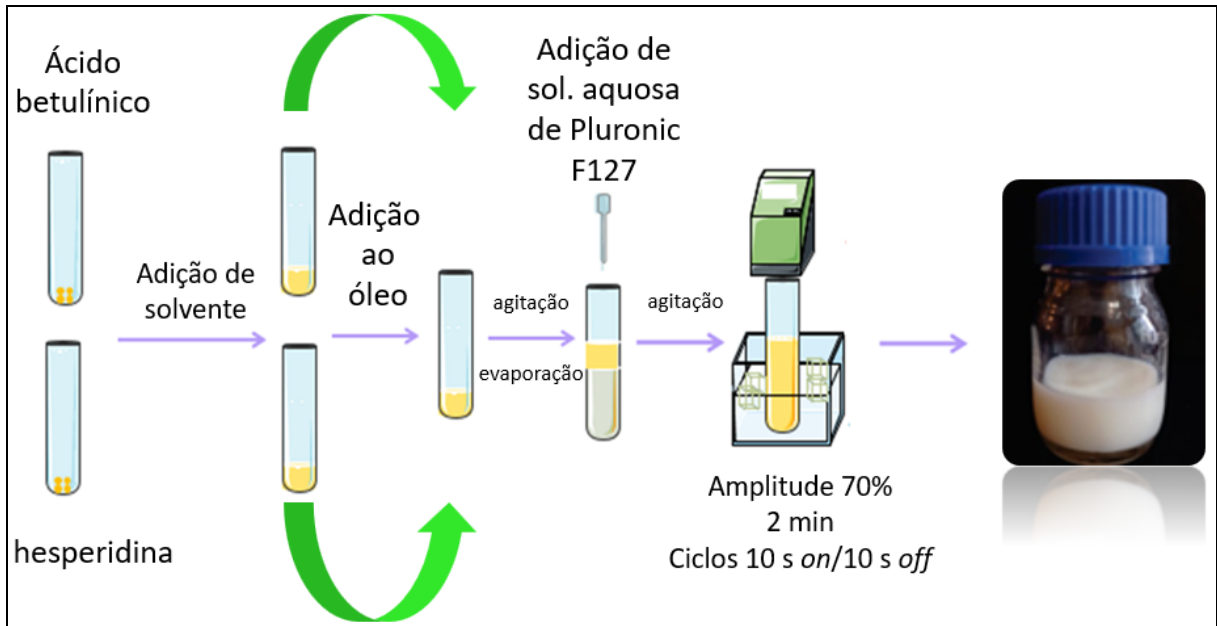 Ácido
betulínico
hesperidina
Adição de
solvente
Adição
ao
óleo
agitação
evaporação
Adição de
sol. aquosa
de Pluronic
F127
agitação
Amplitude 70%
2 min
Ciclos 10 s on/10 s off